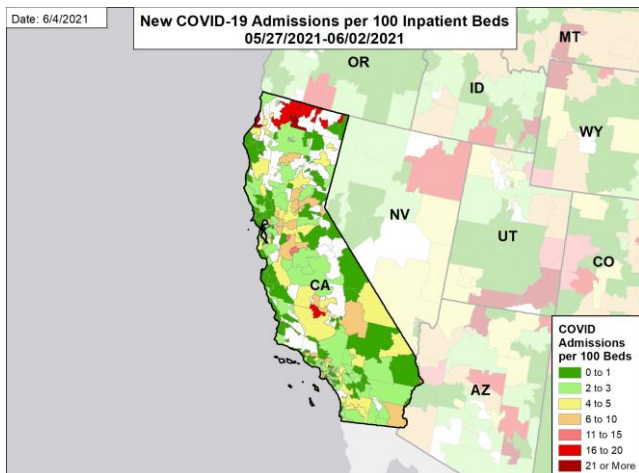 Date: 6/4/2021
New COVID-19 Admissions per 100 Inpatient Beds
05/27/2021-06/02/2021
MT
OR
ID
WY
NV
UT
CO
CA
AZ
COVID
Admissions
per 100 Beds
0 to 1
2 to 3
4 to 5
6 to 10
11 to 15
16 to 20
21 or More